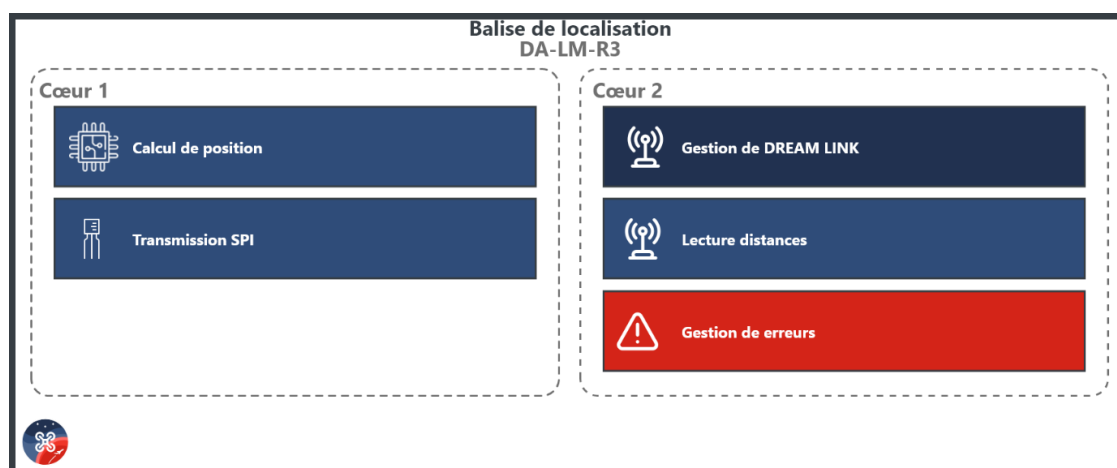 Balise de localisation
DA-LM-R3
Cœur 1
Calcul de position
Transmission SPI
Cœur 2
Gestion de DREAM LINK
Lecture distances
Gestion de erreurs